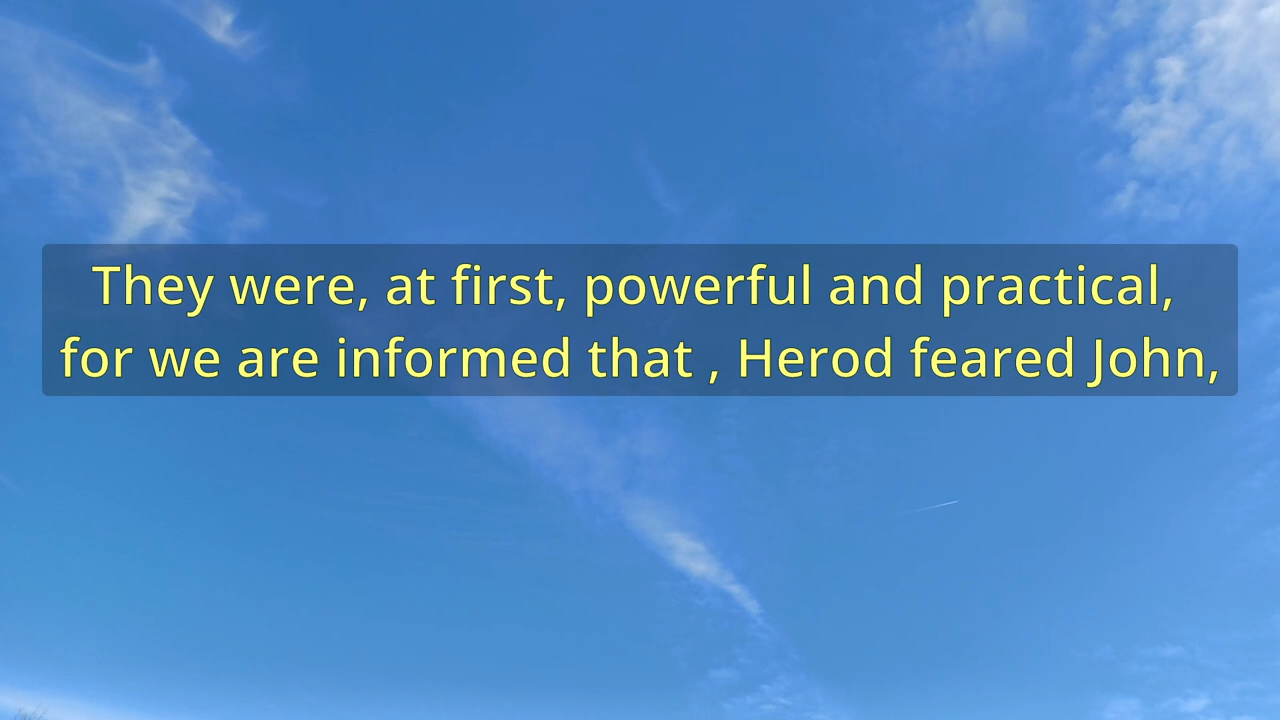 They were, at first, powerful and practical,
for we are informed that , Herod feared John,